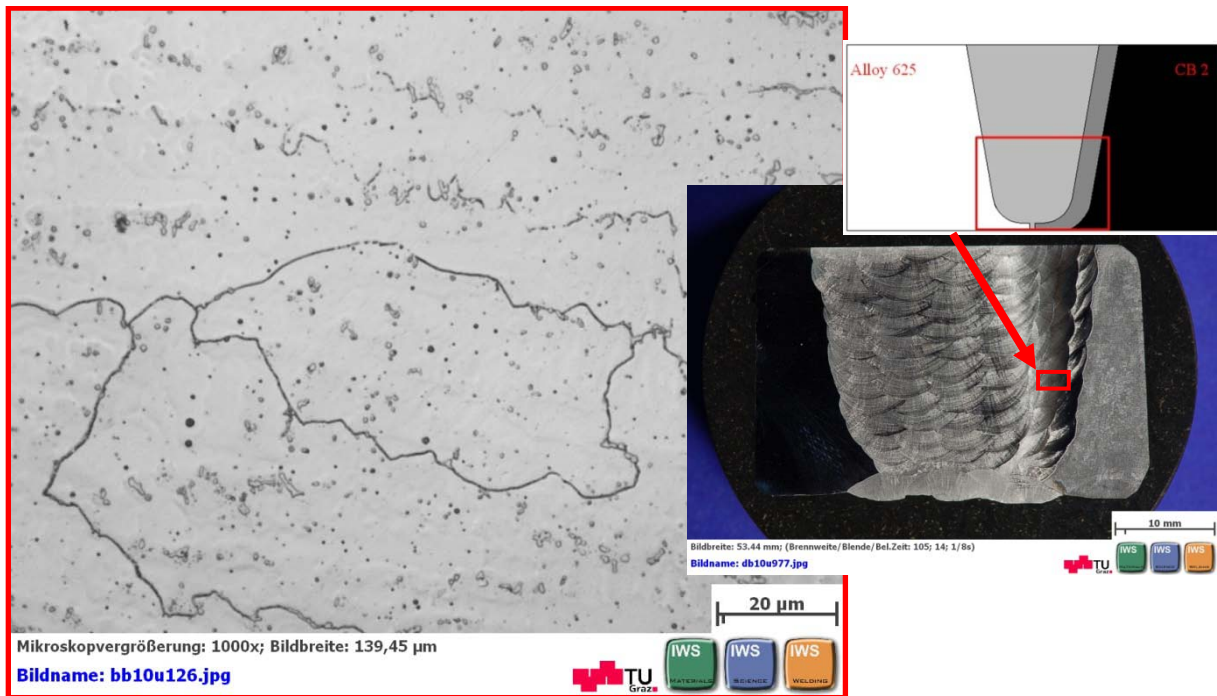 Alloy 625
CB 2
10 mm
Bildbreite: 53.44 mm; (Brennweite/Blende/Bel.Zeit: 105; 14; 1/8s)
Bildname: db10u977.jpg
TU
Graz
IWS
IWS
IWS
20 µm
Mikroskopvergrößerung: 1000x; Bildbreite: 139,45 µm
Bildname: bb10u126.jpg
TU
Graz
IWS
MATERIALS
IWS
SCIENCE
IWS
WELDING